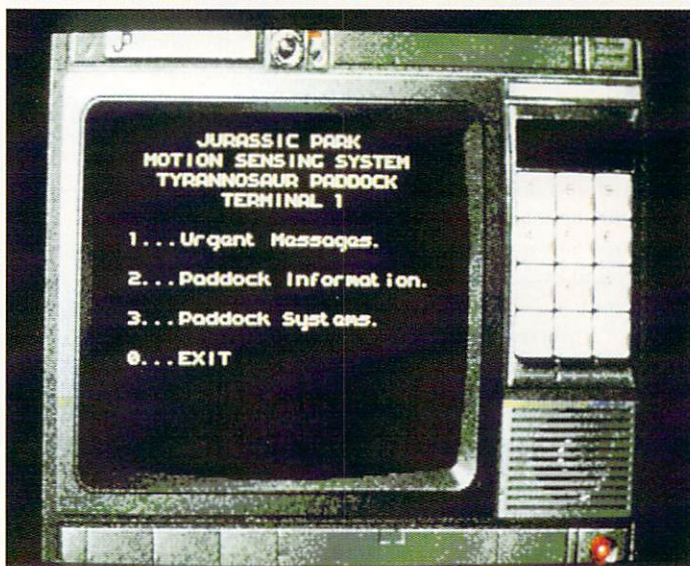 JP
JURASSIC PARK
MOTION SENSING SYSTEM
TYRANNOSAUR PADDOCK
TERMINAL 1
1...Urgent Messages.
2...Paddock Information.
3...Paddock Systems.
0...EXIT